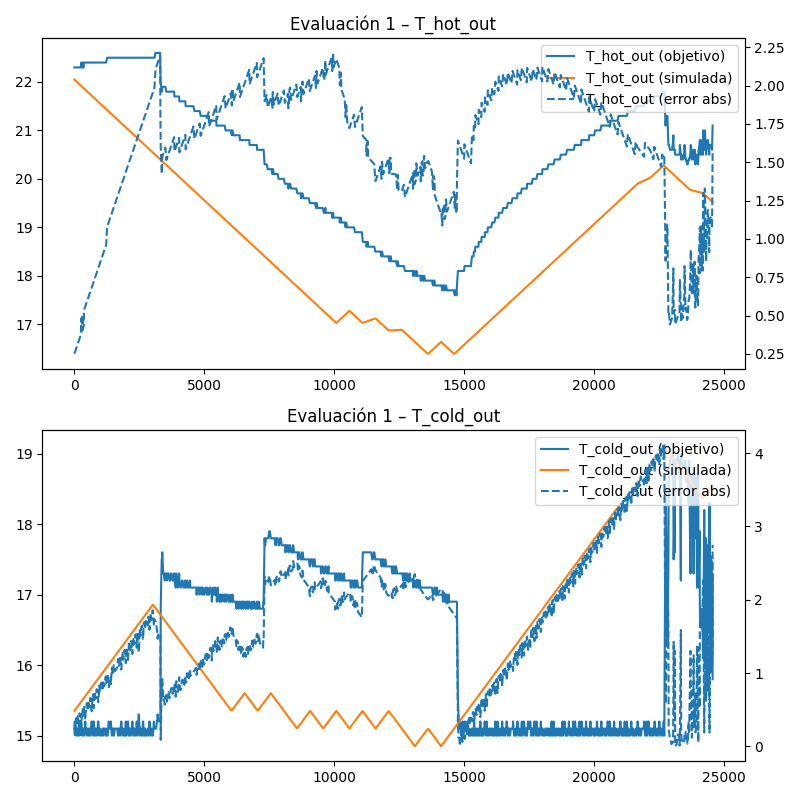 Evaluación 1 – T_hot_out
T_hot_out (objetivo)
T_hot_out (simulada)
T_hot_out (error abs)
22
21
20
19
18
17
2.25
2.00
1.75
1.50
1.25
1.00
0.75
0.50
0.25
0 5000 10000 15000 20000 25000
Evaluación 1 – T_cold_out
T_cold_out (objetivo)
T_cold_out (simulada)
T_cold_out (error abs)
19
18
17
16
15
4
3
2
1
0
0 5000 10000 15000 20000 25000